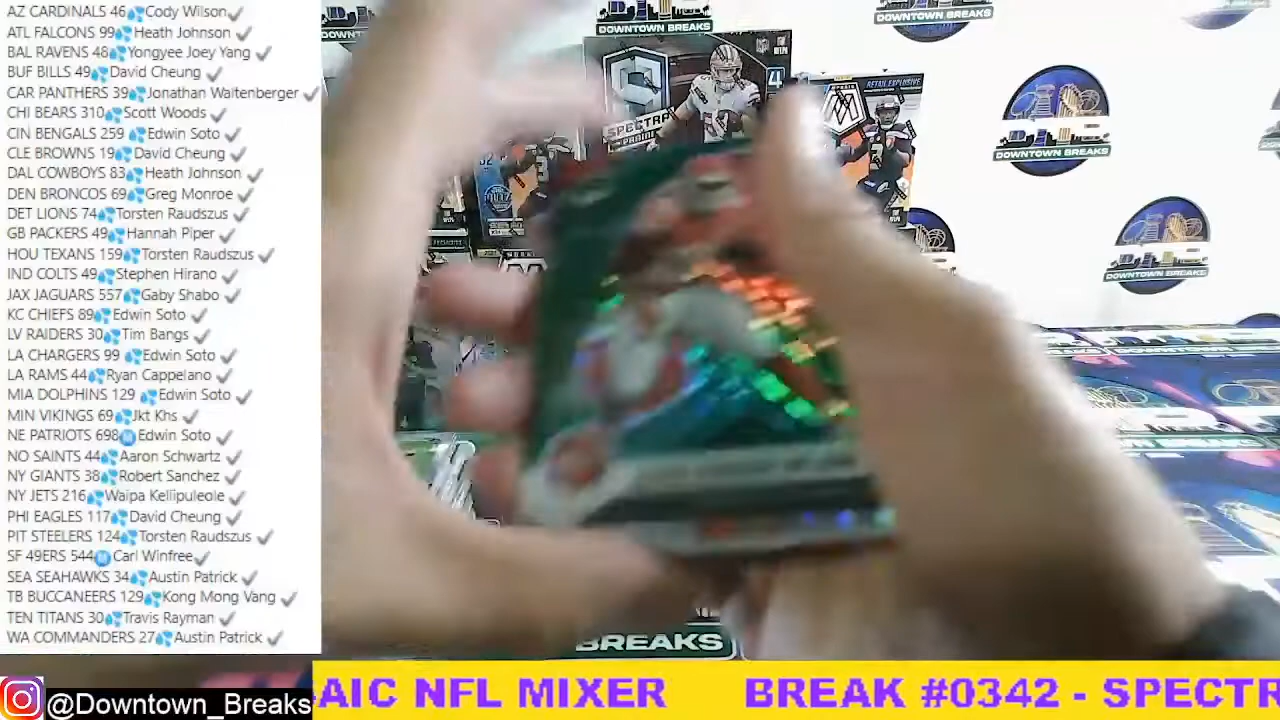 AZ CARDINALS 46💦Cody Wilson✔
ATL FALCONS 99💦Heath Johnson✔
BAL RAVENS 48💦Yongyee Joey Yang ✔
BUF BILLS 49💦David Cheung ✔
CAR PANTHERS 39💦Jonathan Waitenberger ✔
CHI BEARS 310💦Scott Woods ✔
CIN BENGALS 259💦Edwin Soto ✔
CLE BROWNS 19💦David Cheung ✔
DAL COWBOYS 83💦Heath Johnson ✔
DEN BRONCOS 69💦Greg Monroe✔
DET LIONS 74💦Torsten Raudszus✔
GB PACKERS 49💦Hannah Piper ✔
HOU TEXANS 159💦Torsten Raudszus ✔
IND COLTS 49💦Stephen Hirano ✔
JAX JAGUARS 557💦Gaby Shabo ✔
KC CHIEFS 89💦Edwin Soto ✔
LV RAIDERS 30💦Tim Bangs ✔
LA CHARGERS 99💦Edwin Soto ✔
LA RAMS 44💦Ryan Cappelano ✔
MIA DOLPHINS 129💦Edwin Soto ✔
MIN VIKINGS 69💦Jkt Khs ✔
NE PATRIOTS 698Ⓜ️Edwin Soto ✔
NO SAINTS 44💦Aaron Schwartz ✔
NY GIANTS 38💦Robert Sanchez ✔
NY JETS 216💦Waipa Keliipuleole ✔
PHI EAGLES 117💦David Cheung ✔
PIT STEELERS 124💦Torsten Raudszus ✔
SF 49ERS 544Ⓜ️Carl Winfree✔
SEA SEAHAWKS 34💦Austin Patrick ✔
TB BUCCANEERS 129💦Kong Mong Vang ✔
TEN TITANS 30💦Travis Rayman ✔
WA COMMANDERS 27💦Austin Patrick ✔
DOWNTOWN BREAKS
DOWNTOWN BREAKS
SPECTRA
RETAIL EXCLUSIVE
MOSAIC
DTB
DOWNTOWN BREAKS
DOWNTOWN BREAKS
BREAKS
@Downtown_Breaks
AIC NFL MIXER BREAK #0342 - SPECTR